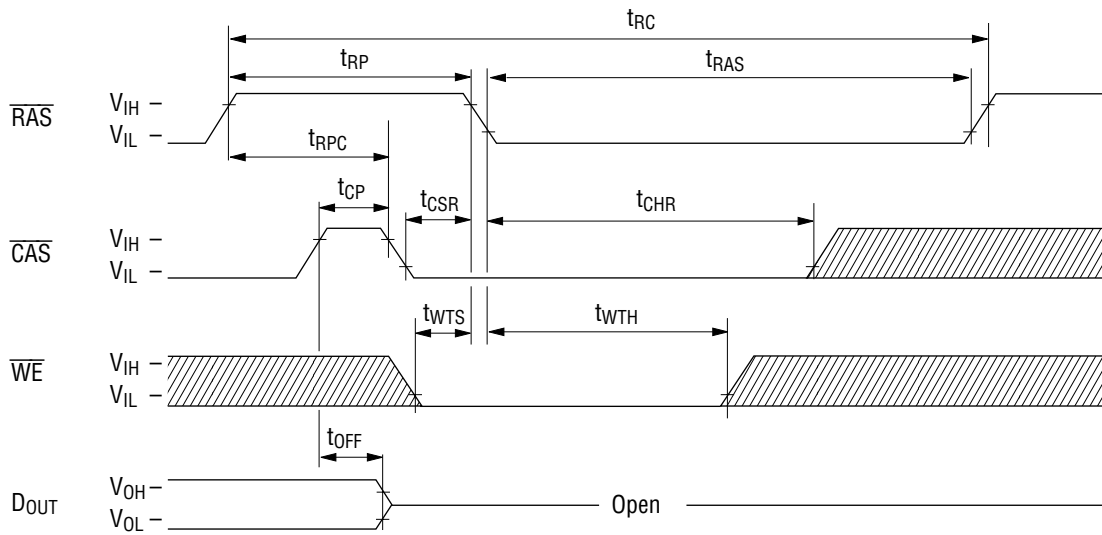 tRC
tRP
tRAS
RAS
VIH
VIL
tRPC
tCP
tCSR
tCHR
CAS
VIH
VIL
tWTS
tWTH
WE
VIH
VIL
tOFF
DOUT
VOH
VOL
Open